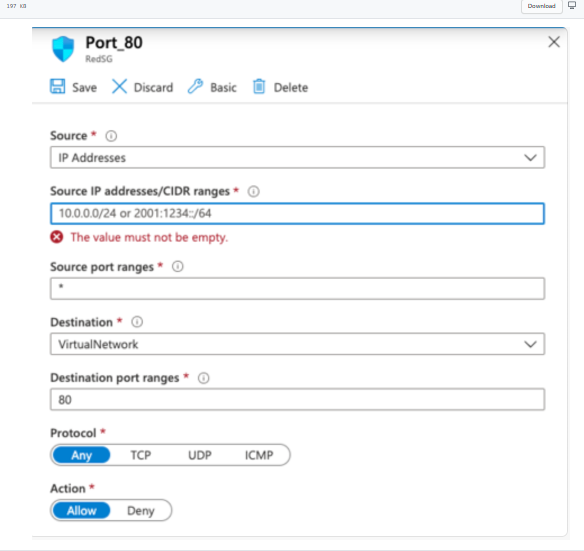 197 KB
Download
Port_80
RedSG
Save Discard Basic Delete
Source *
IP Addresses
Source IP addresses/CIDR ranges *
10.0.0.0/24 or 2001:1234::/64
The value must not be empty.
Source port ranges *
*
Destination *
VirtualNetwork
Destination port ranges *
80
Protocol *
Any TCP UDP ICMP
Action *
Allow Deny